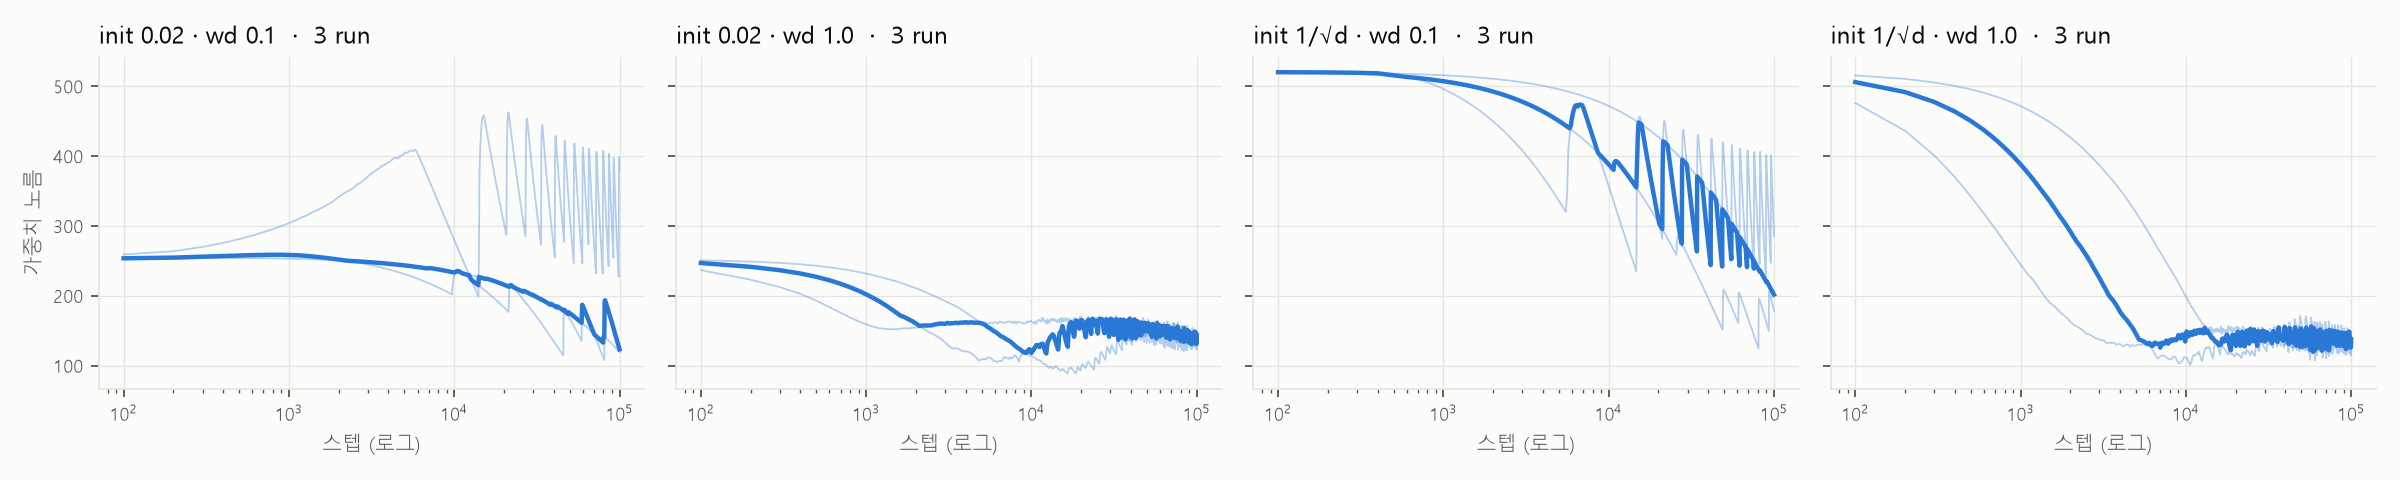 init 0.02 · wd 0.1 · 3 run
init 0.02 · wd 1.0 · 3 run
init 1/√d · wd 0.1 · 3 run
init 1/√d · wd 1.0 · 3 run
가중치 노름
500
400
300
200
100
10² 10³ 10⁴ 10⁵
10² 10³ 10⁴ 10⁵
10² 10³ 10⁴ 10⁵
10² 10³ 10⁴ 10⁵
스텝 (로그)
스텝 (로그)
스텝 (로그)
스텝 (로그)